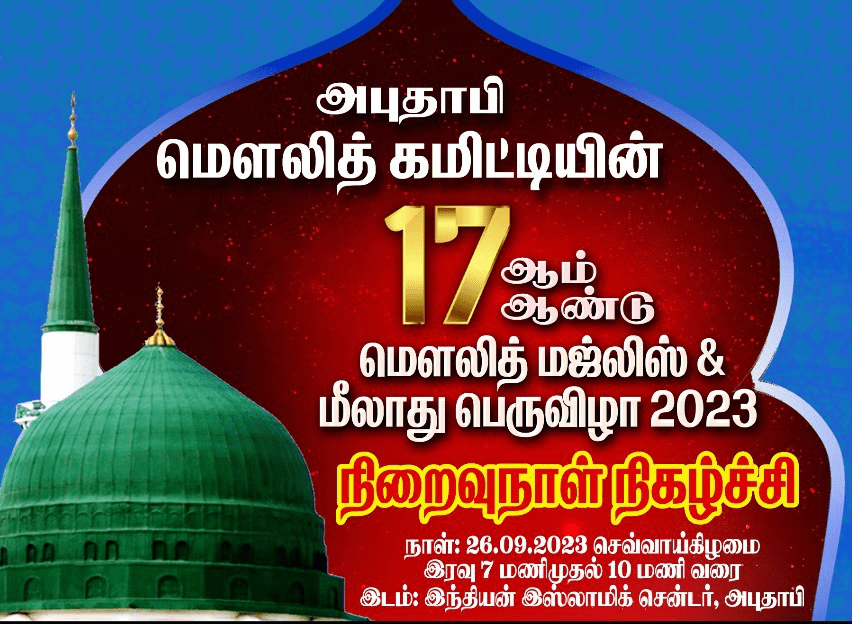 அபுதாபி
மௌலித் கமிட்டியின்
17 ஆம்
ஆண்டு
மௌலித் மஜ்லிஸ் &
மீலாது பெருவிழா 2023
நிறைவுநாள் நிகழ்ச்சி
நாள்: 26.09.2023 செவ்வாய்கிழமை
இரவு 7 மணிமுதல் 10 மணி வரை
இடம்: இந்தியன் இஸ்லாமிக் சென்டர், அபுதாபி